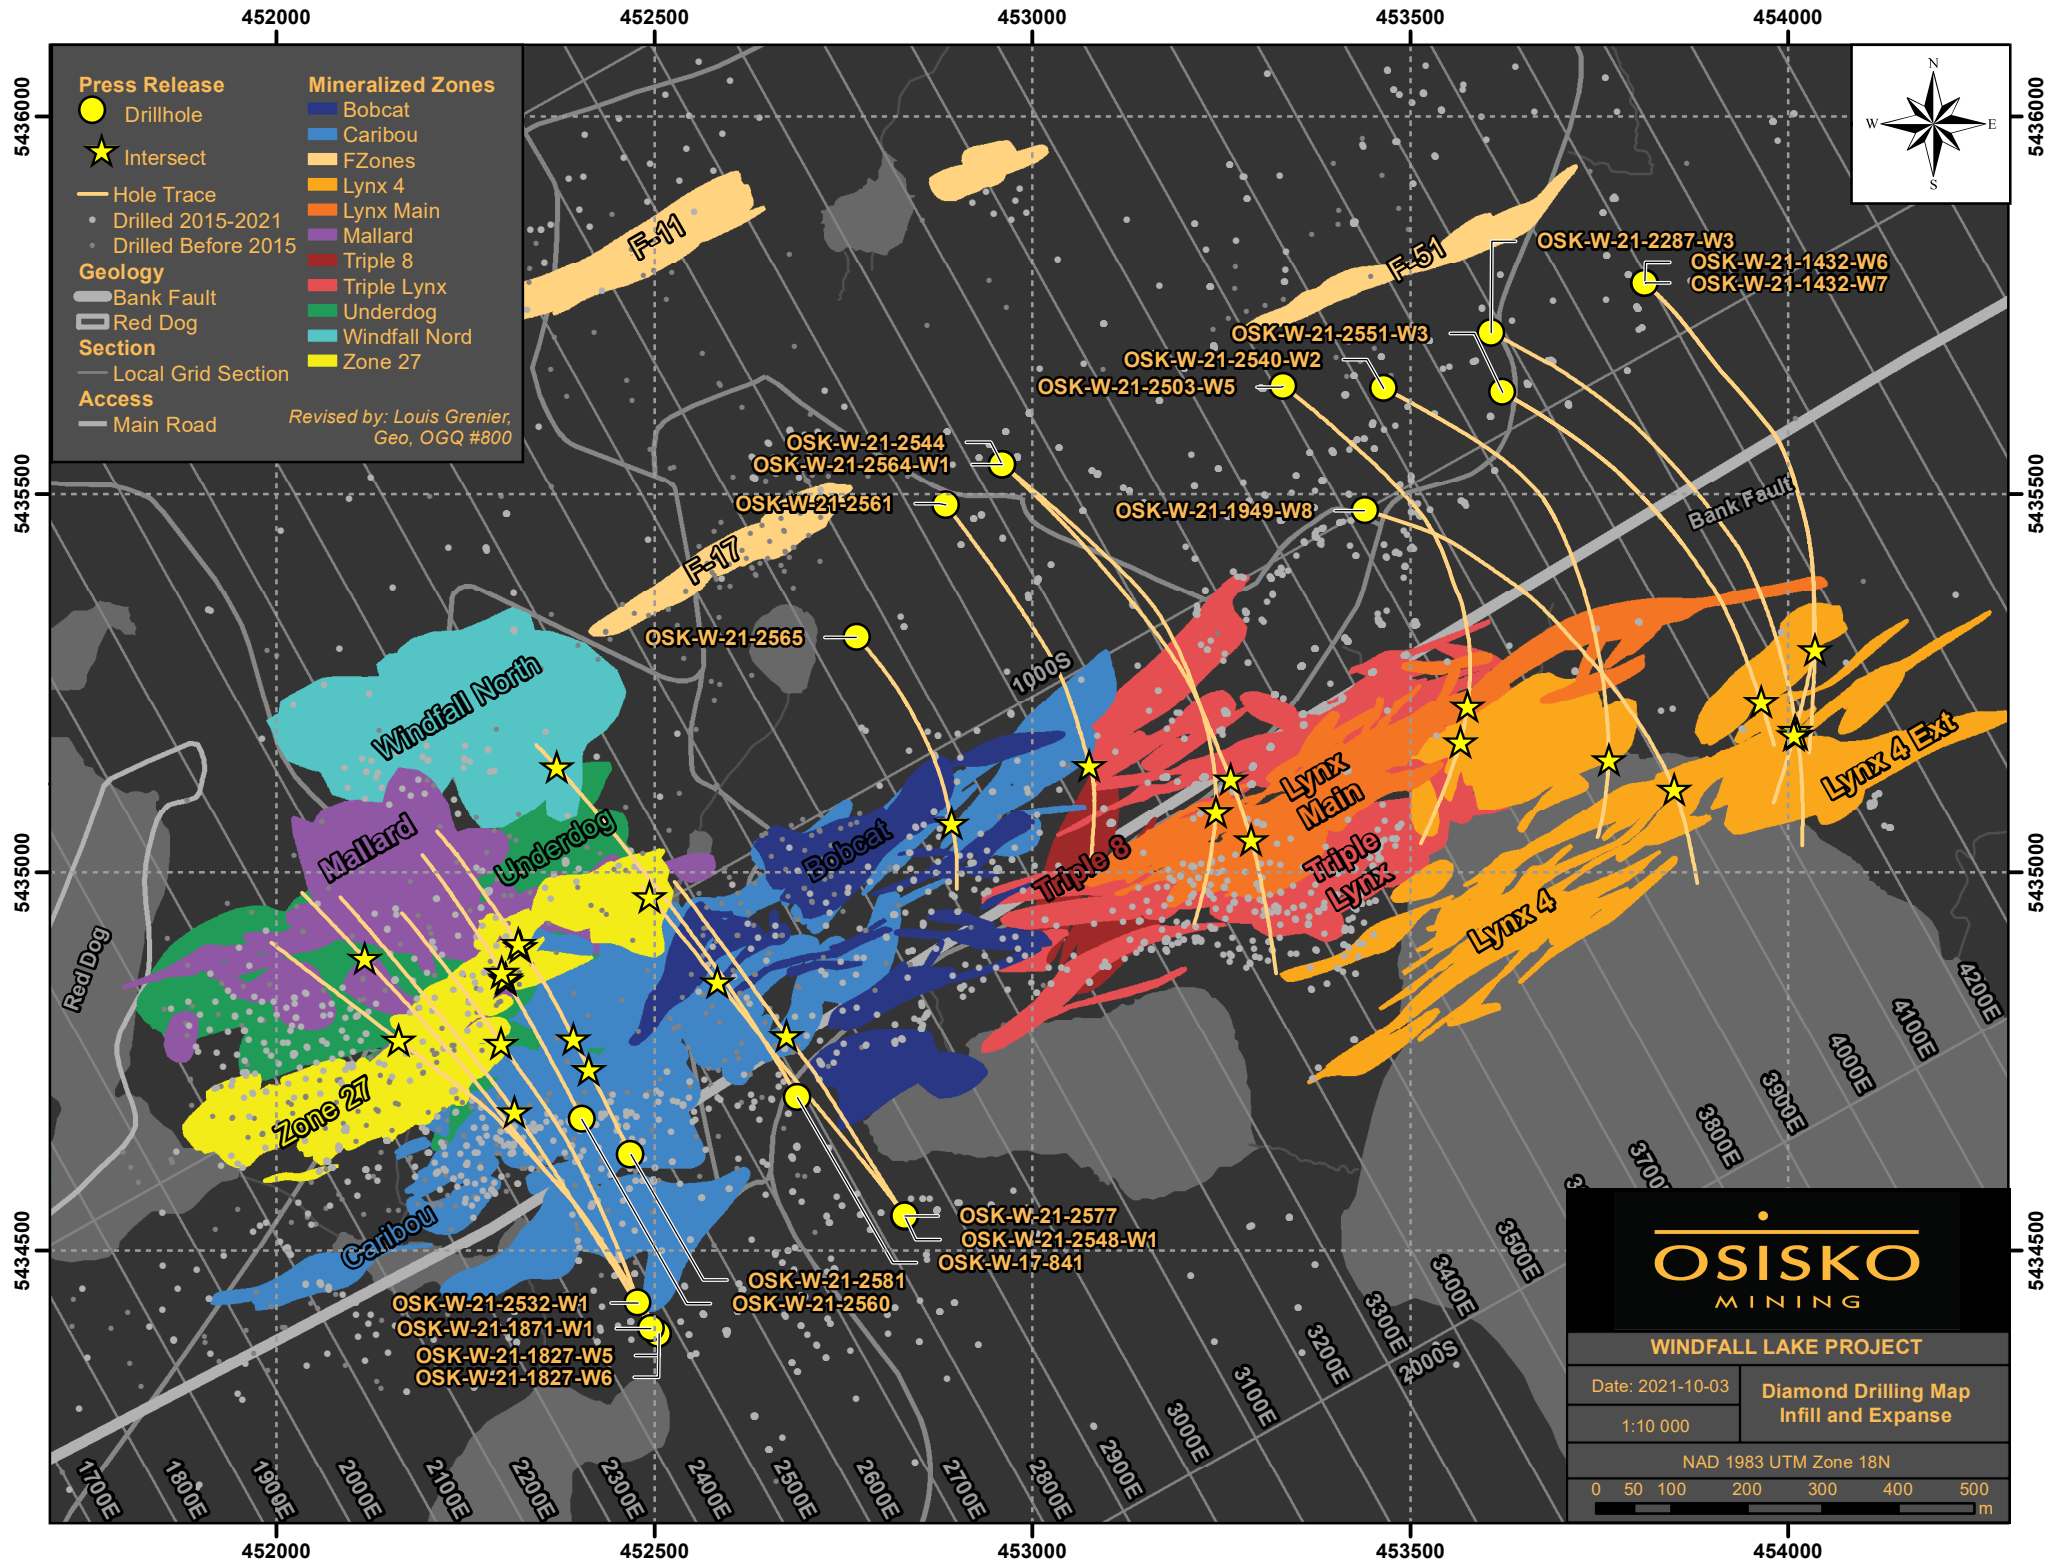 452000 452500 453000 453500 454000
5436000
5435500
5435000
5434500
5436000
5435500
5435000
5434500
Press Release
Drillhole
Intersect
Hole Trace
Drilled 2015-2021
Drilled Before 2015
Geology
Bank Fault
Red Dog
Section
Local Grid Section
Access
Main Road
Mineralized Zones
Bobcat
Caribou
FZones
Lynx 4
Lynx Main
Mallard
Triple 8
Triple Lynx
Underdog
Windfall Nord
Zone 27
Revised by: Louis Grenier,
Geo, OGQ #800
N
W E
S
F-11
F-51
F-17
OSK-W-21-2287-W3
OSK-W-21-1432-W6
OSK-W-21-1432-W7
OSK-W-21-2551-W3
OSK-W-21-2540-W2
OSK-W-21-2503-W5
OSK-W-21-2544
OSK-W-21-2564-W1
OSK-W-21-2561
OSK-W-21-1949-W8
OSK-W-21-2565
Bank Fault
1000S
Windfall North
Mallard
Underdog
Bobcat
Triple 8
Lynx
Main
Triple
Lynx
Lynx 4
Lynx 4 Ext
Red Dog
Zone 27
Caribou
OSK-W-21-2577
OSK-W-21-2548-W1
OSK-W-17-841
OSK-W-21-2581
OSK-W-21-2560
OSK-W-21-2532-W1
OSK-W-21-1871-W1
OSK-W-21-1827-W5
OSK-W-21-1827-W6
1700E
1800E
1900E
2000E
2100E
2200E
2300E
2400E
2500E
2600E
2700E
2800E
2900E
3000E
3100E
3200E
3300E
3400E
3500E
3700E
3800E
3900E
4000E
4100E
4200E
2000S
OSISKO
MINING
WINDFALL LAKE PROJECT
Date: 2021-10-03
1:10 000
Diamond Drilling Map
Infill and Expanse
NAD 1983 UTM Zone 18N
0 50 100 200 300 400 500
m
452000 452500 453000 453500 454000